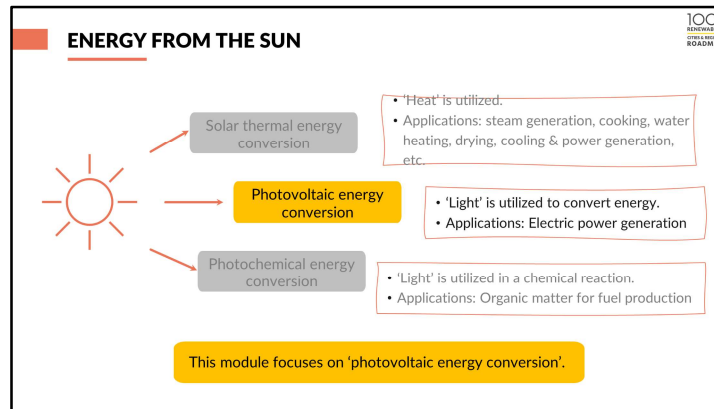 ENERGY FROM THE SUN
100
RENEWAB
CITIES & REGI
ROADM
Solar thermal energy
conversion
• 'Heat' is utilized.
• Applications: steam generation, cooking, water
heating, drying, cooling & power generation,
etc.
Photovoltaic energy
conversion
• 'Light' is utilized to convert energy.
• Applications: Electric power generation
Photochemical energy
conversion
• 'Light' is utilized in a chemical reaction.
• Applications: Organic matter for fuel production
This module focuses on 'photovoltaic energy conversion'.